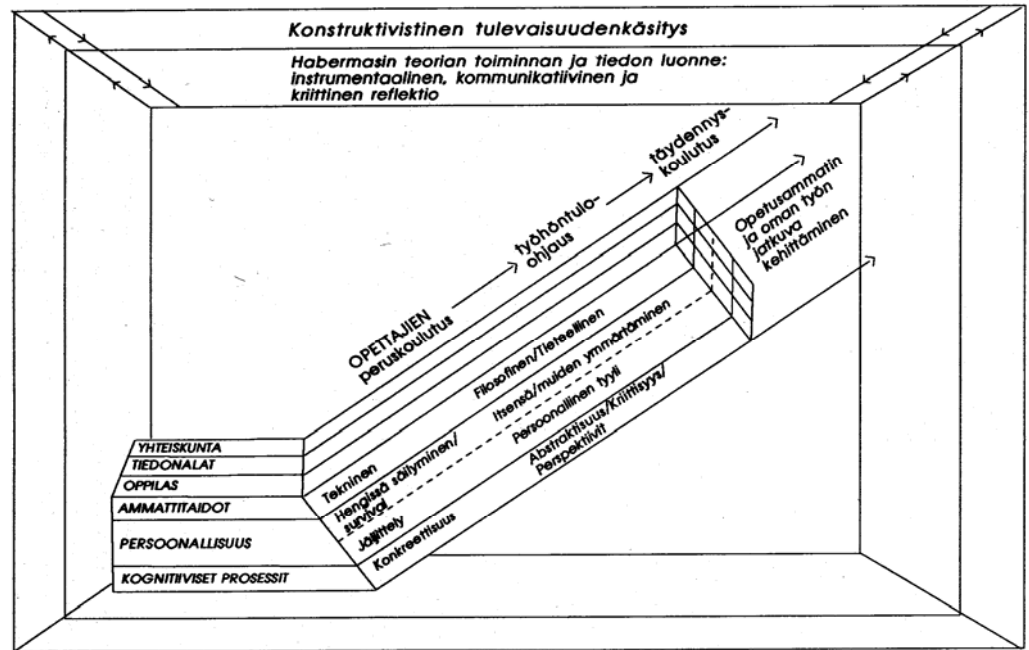 Konstruktivistinen tulevaisuudenkäsitys
Habermasin teorian toiminnan ja tiedon luonne:
instrumentaalinen, kommunikatiivinen ja
kriittinen reflektio
täydennys-
koulutus
työhöntulo-
ohjaus
OPETTAJIEN
peruskoulutus
Opetusammatin
ja oman työn
jatkuva
kehittäminen
Filosofinen/Tieteellinen
Itsensä/muiden ymmärtäminen
Persoonallinen tyyli
Abstraktisuus/Kriittisyys/
Perspektiivit
Tekninen
Hengissä säilyminen/
survival
Jäljittely
Konkreettisuus
YHTEISKUNTA
TIEDONALAT
OPPILAS
AMMATTITAIDOT
PERSOONALLISUUS
KOGNITIIVISET PROSESSIT